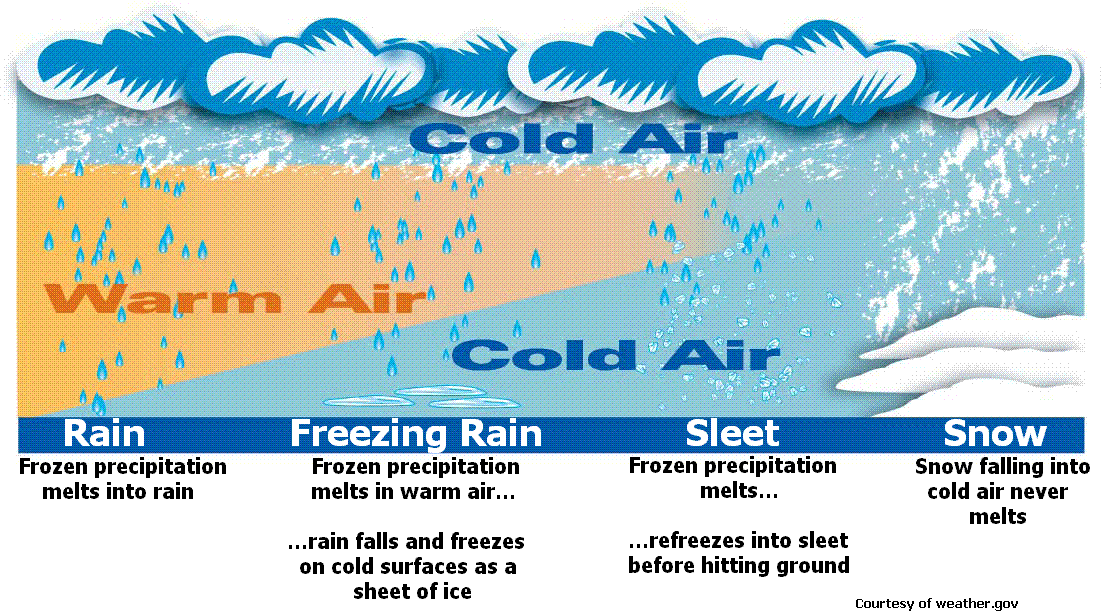 Cold Air
Warm Air
Cold Air
Rain
Freezing Rain
Sleet
Snow
Frozen precipitation
melts into rain
Frozen precipitation
melts in warm air...
...rain falls and freezes
on cold surfaces as a
sheet of ice
Frozen precipitation
melts...
...refreezes into sleet
before hitting ground
Snow falling into
cold air never
melts
Courtesy of weather.gov